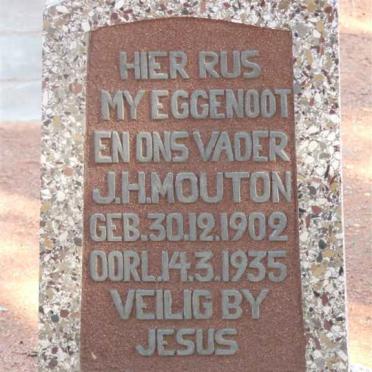 HIER RUS
MY EGGENOOT
EN ONS VADER
J.H.MOUTON
GEB.30.12.1902
OORL.14.3.1935
VEILIG BY
JESUS